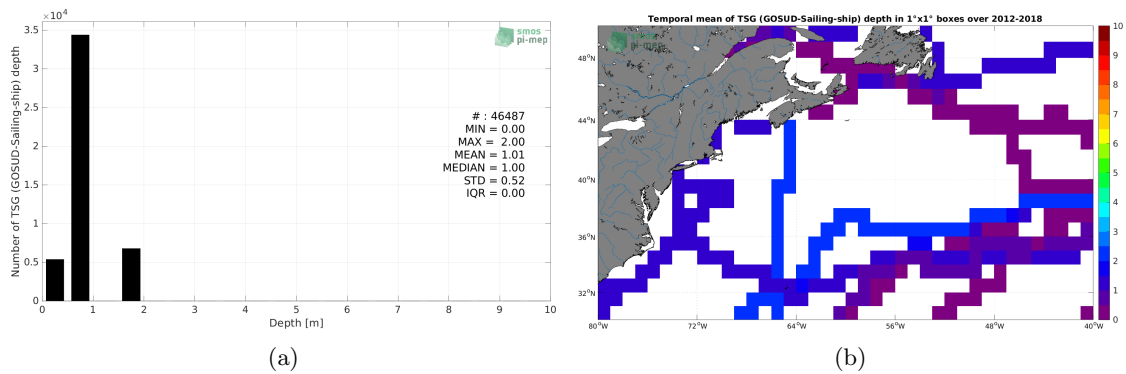 ×10⁴
3.5
3
2.5
2
1.5
1
0.5
0
Number of TSG (GOSUD-Sailing-ship) depth
smos
pi-mep
# : 46487
MIN = 0.00
MAX = 2.00
MEAN = 1.01
MEDIAN = 1.00
STD = 0.52
IQR = 0.00
0 1 2 3 4 5 6 7 8 9 10
Depth [m]
(a)
Temporal mean of TSG (GOSUD-Sailing-ship) depth in 1°x1° boxes over 2012-2018
smos
pi-mep
48°N
44°N
40°N
36°N
32°N
80°W 72°W 64°W 56°W 48°W 40°W
10
9
8
7
6
5
4
3
2
1
0
(b)